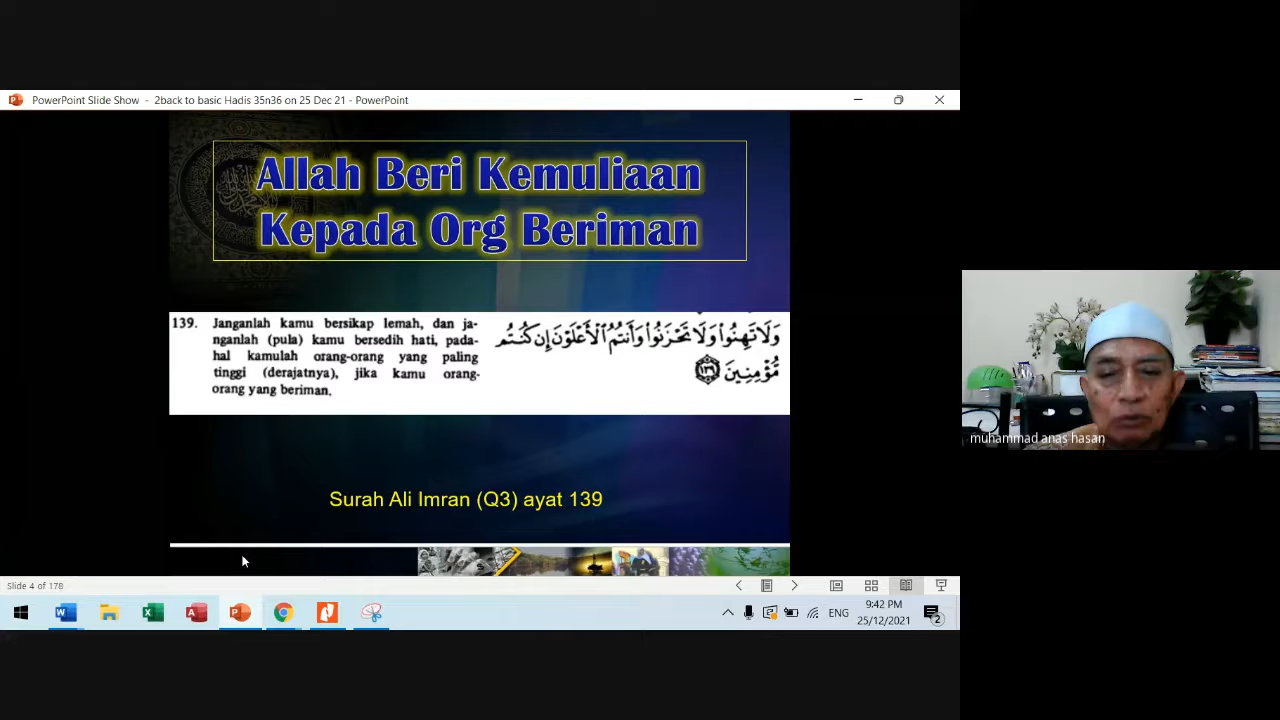 PowerPoint Slide Show - 2back to basic Hadis 35n36 on 25 Dec 21 - PowerPoint
Allah Beri Kemuliaan
Kepada Org Beriman
139. Janganlah kamu bersikap lemah, dan ja-
nganlah (pula) kamu bersedih hati, pada-
hal kamulah orang-orang yang paling
tinggi (derajatnya), jika kamu orang-
orang yang beriman.
وَلَا تَهِنُوا۟ وَلَا تَحْزَنُوا۟ وَأَنتُمُ ٱلْأَعْلَوْنَ إِن كُنتُم
مُّؤْمِنِينَ ١٣٩
Surah Ali Imran (Q3) ayat 139
muhammad anas hasan
Slide 4 of 178
ENG
9:42 PM
25/12/2021
2